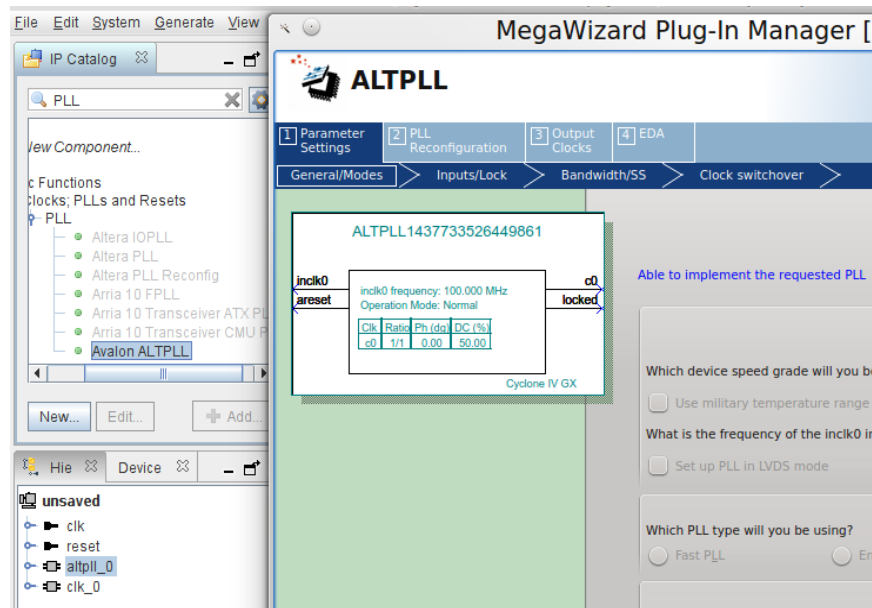 File Edit System Generate View
MegaWizard Plug-In Manager [
IP Catalog
ALTPLL
PLL
1 Parameter Settings
2 PLL Reconfiguration
3 Output Clocks
4 EDA
General/Modes
Inputs/Lock
Bandwidth/SS
Clock switchover
New Component...
c Functions
Clocks; PLLs and Resets
PLL
Altera IOPLL
Altera PLL
Altera PLL Reconfig
Arria 10 FPLL
Arria 10 Transceiver ATX PL
Arria 10 Transceiver CMU P
Avalon ALTPLL
New...
Edit...
Add...
Hie
Device
unsaved
clk
reset
altpll_0
clk_0
ALTPLL1437733526449861
inclk0
areset
inclk0 frequency: 100.000 MHz
Operation Mode: Normal
Clk Ratio Ph (dg) DC (%)
c0 1/1 0.00 50.00
c0
locked
Cyclone IV GX
Able to implement the requested PLL
Which device speed grade will you be
Use military temperature range
What is the frequency of the inclk0 in
Set up PLL in LVDS mode
Which PLL type will you be using?
Fast PLL
En